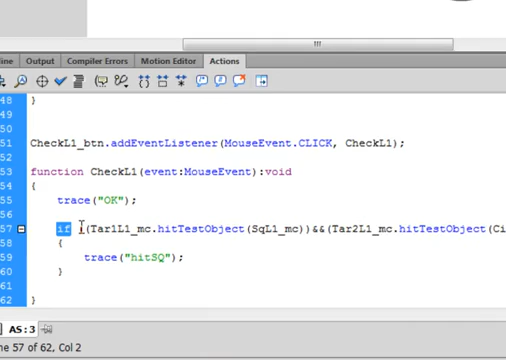 ine Output Compiler Errors Motion Editor Actions
48 }
49
50
51 CheckL1_btn.addEventListener(MouseEvent.CLICK, CheckL1);
52
53 function CheckL1(event:MouseEvent):void
54 {
55 trace("OK");
56
57 if (Tar1L1_mc.hitTestObject(SqL1_mc))&&(Tar2L1_mc.hitTestObject(Ci
58 {
59 trace("hitSQ");
60 }
61
62 }
AS:3
ne 57 of 62, Col 2